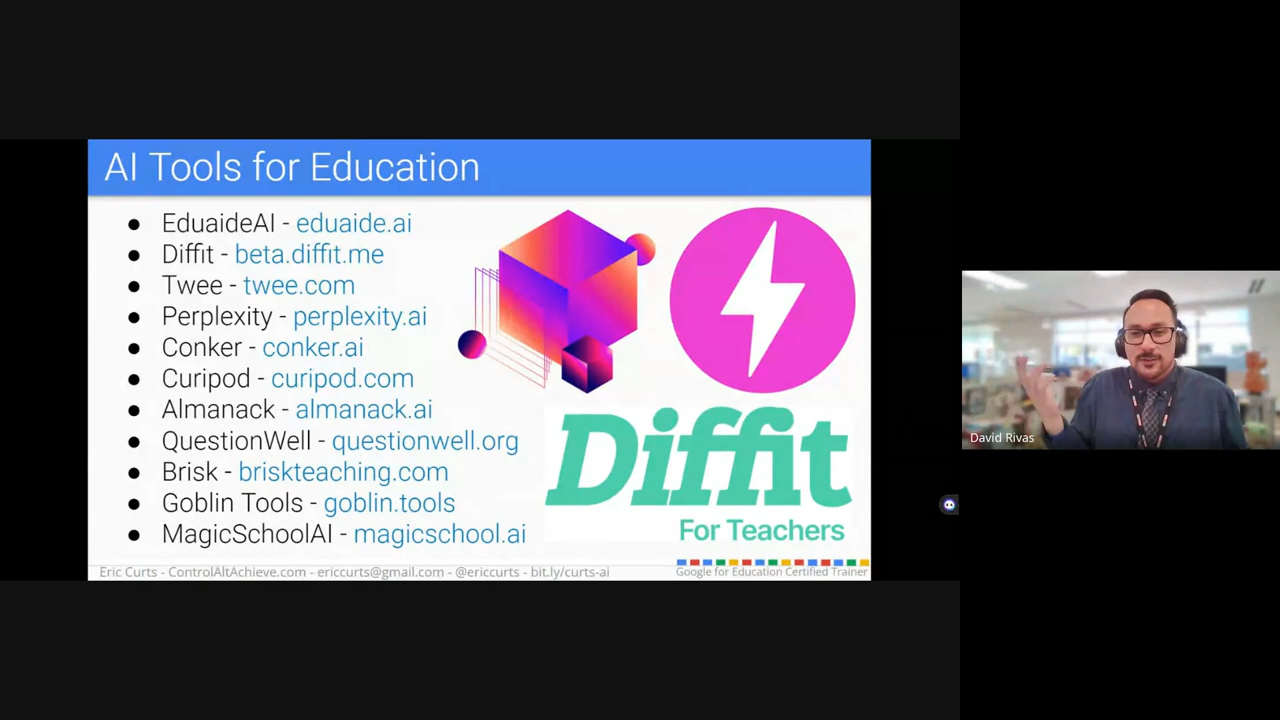 AI Tools for Education
● EduaideAI - eduaide.ai
● Diffit - beta.diffit.me
● Twee - twee.com
● Perplexity - perplexity.ai
● Conker - conker.ai
● Curipod - curipod.com
● Almanack - almanack.ai
● QuestionWell - questionwell.org
● Brisk - briskteaching.com
● Goblin Tools - goblin.tools
● MagicSchoolAI - magicschool.ai
Diffit
For Teachers
Eric Curts - ControlAltAchieve.com - ericcurts@gmail.com - @ericcurts - bit.ly/curts-ai
Google for Education Certified Trainer
David Rivas